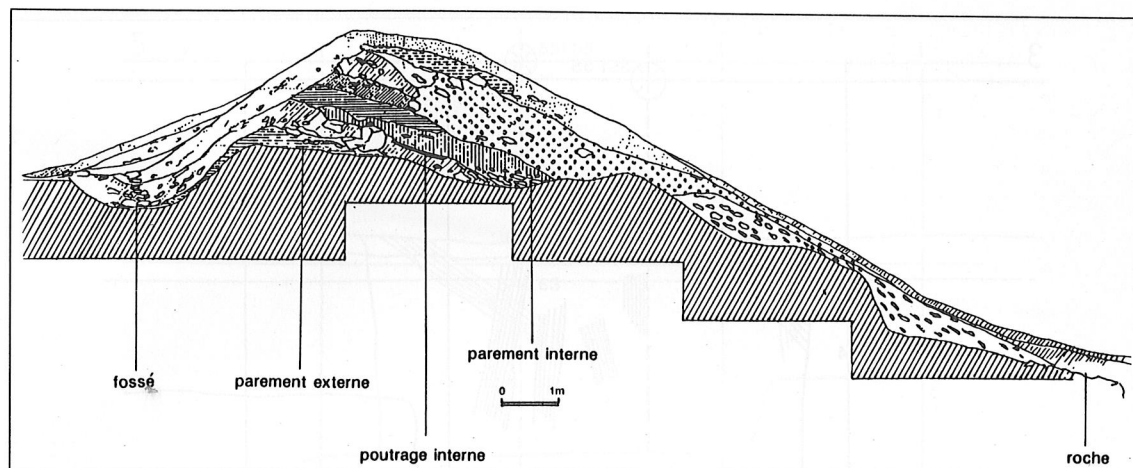 fossé
parement externe
poutrage interne
parement interne
0 1m
roche